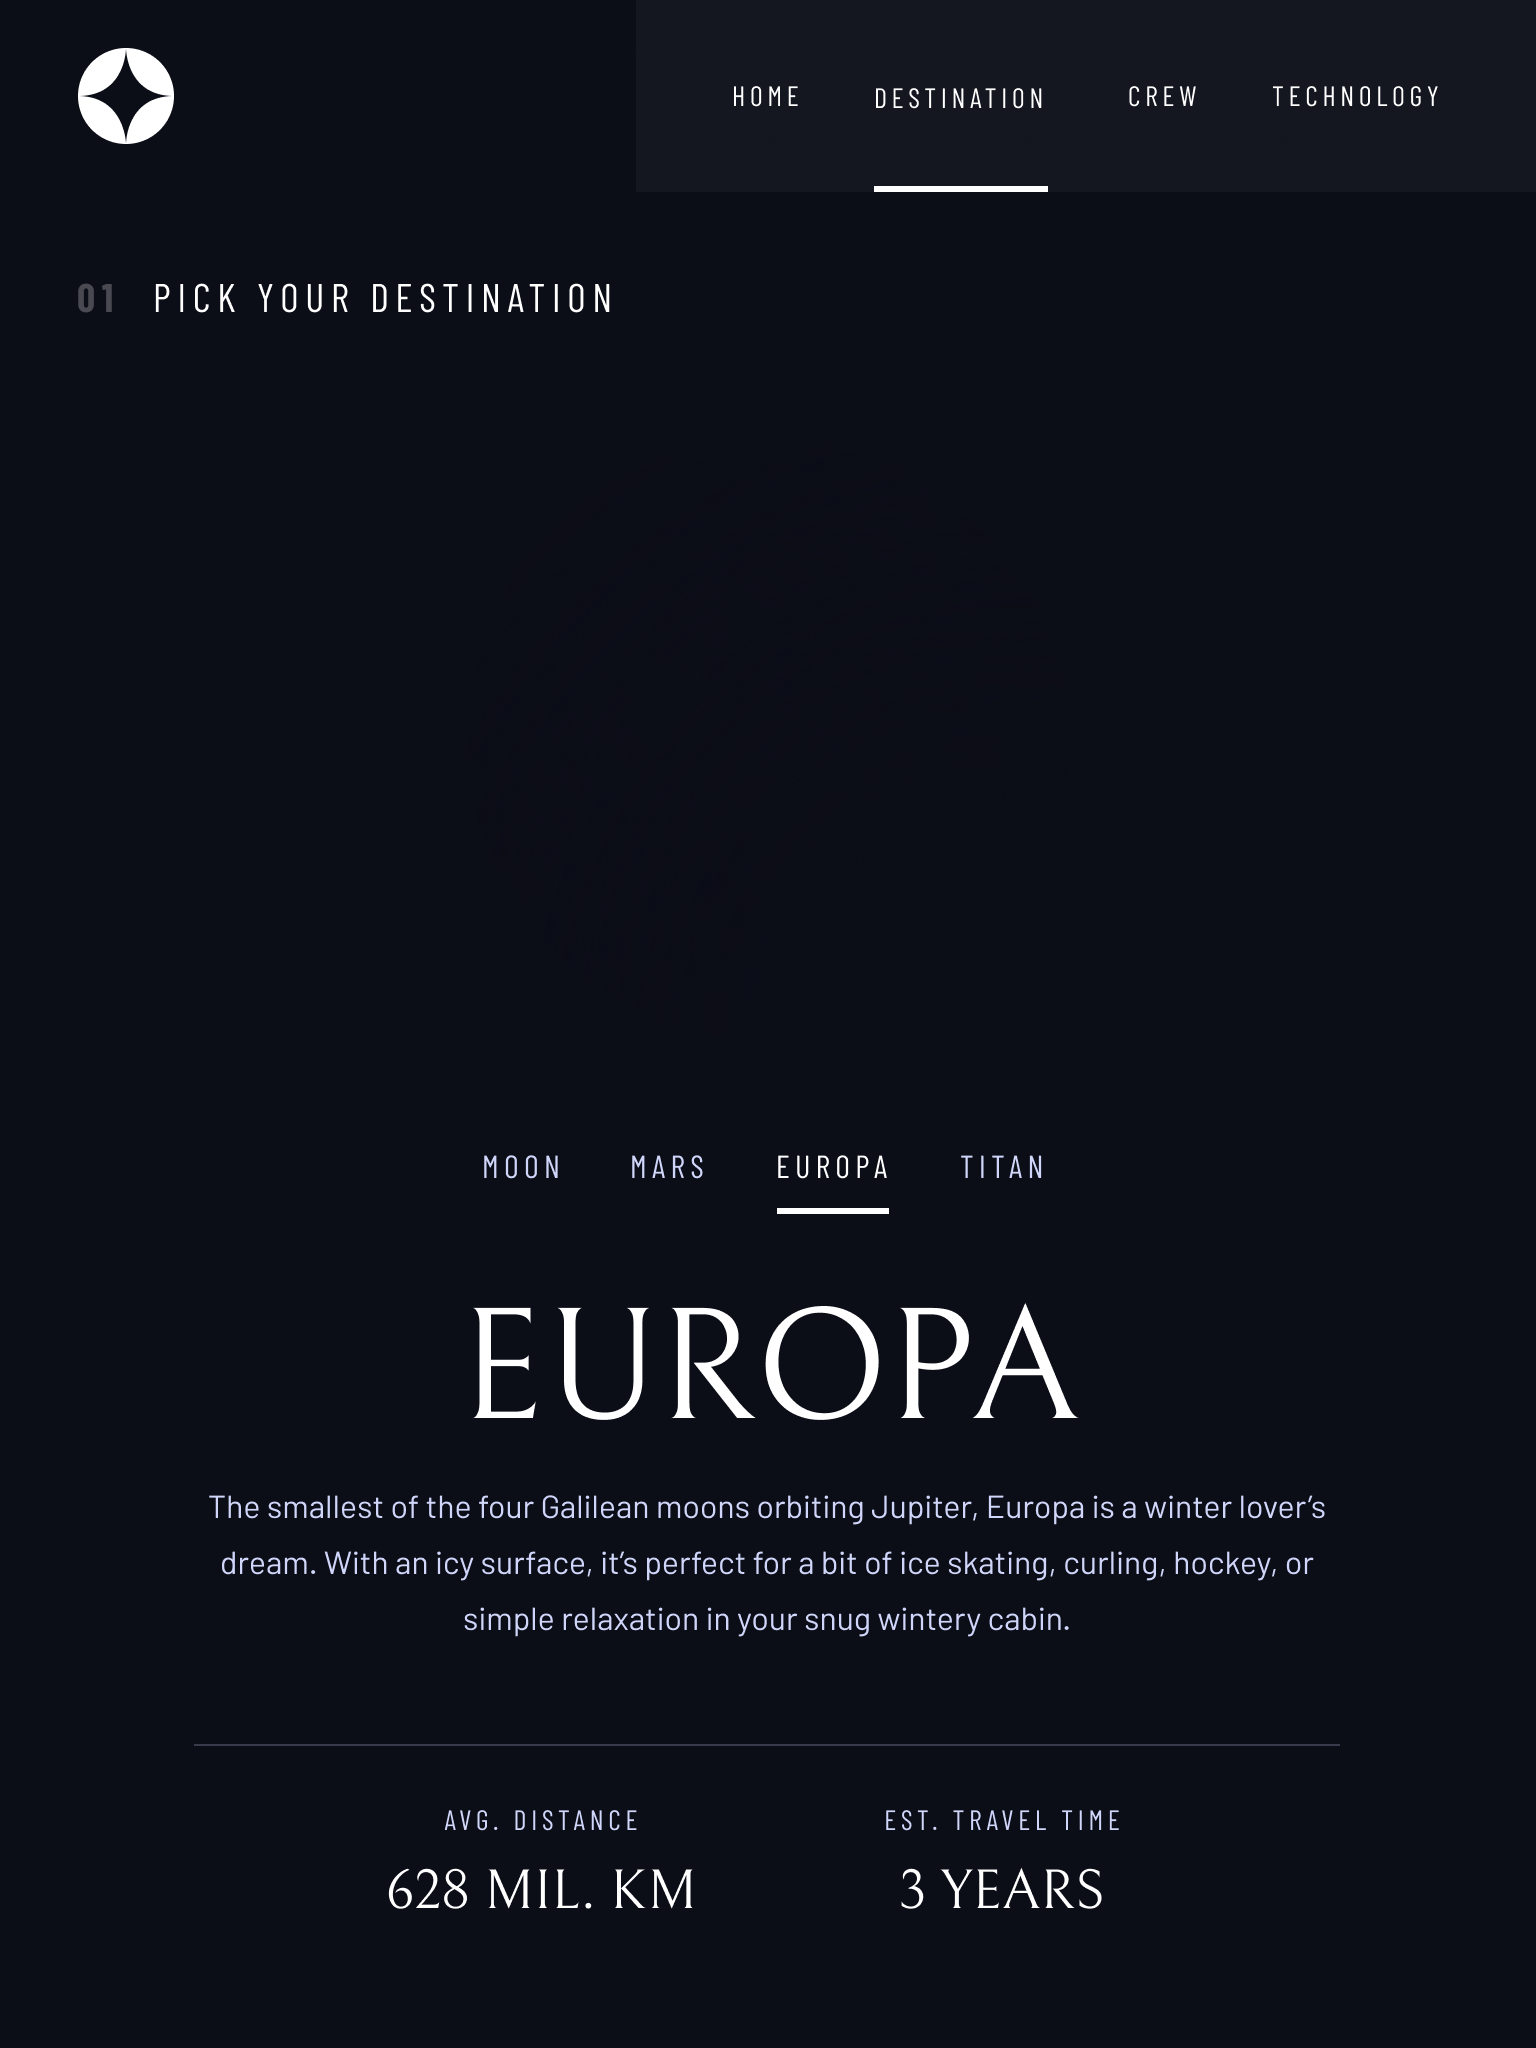 HOME DESTINATION CREW TECHNOLOGY
01 PICK YOUR DESTINATION
MOON MARS EUROPA TITAN
EUROPA
The smallest of the four Galilean moons orbiting Jupiter, Europa is a winter lover’s
dream. With an icy surface, it’s perfect for a bit of ice skating, curling, hockey, or
simple relaxation in your snug wintery cabin.
AVG. DISTANCE
628 MIL. KM
EST. TRAVEL TIME
3 YEARS